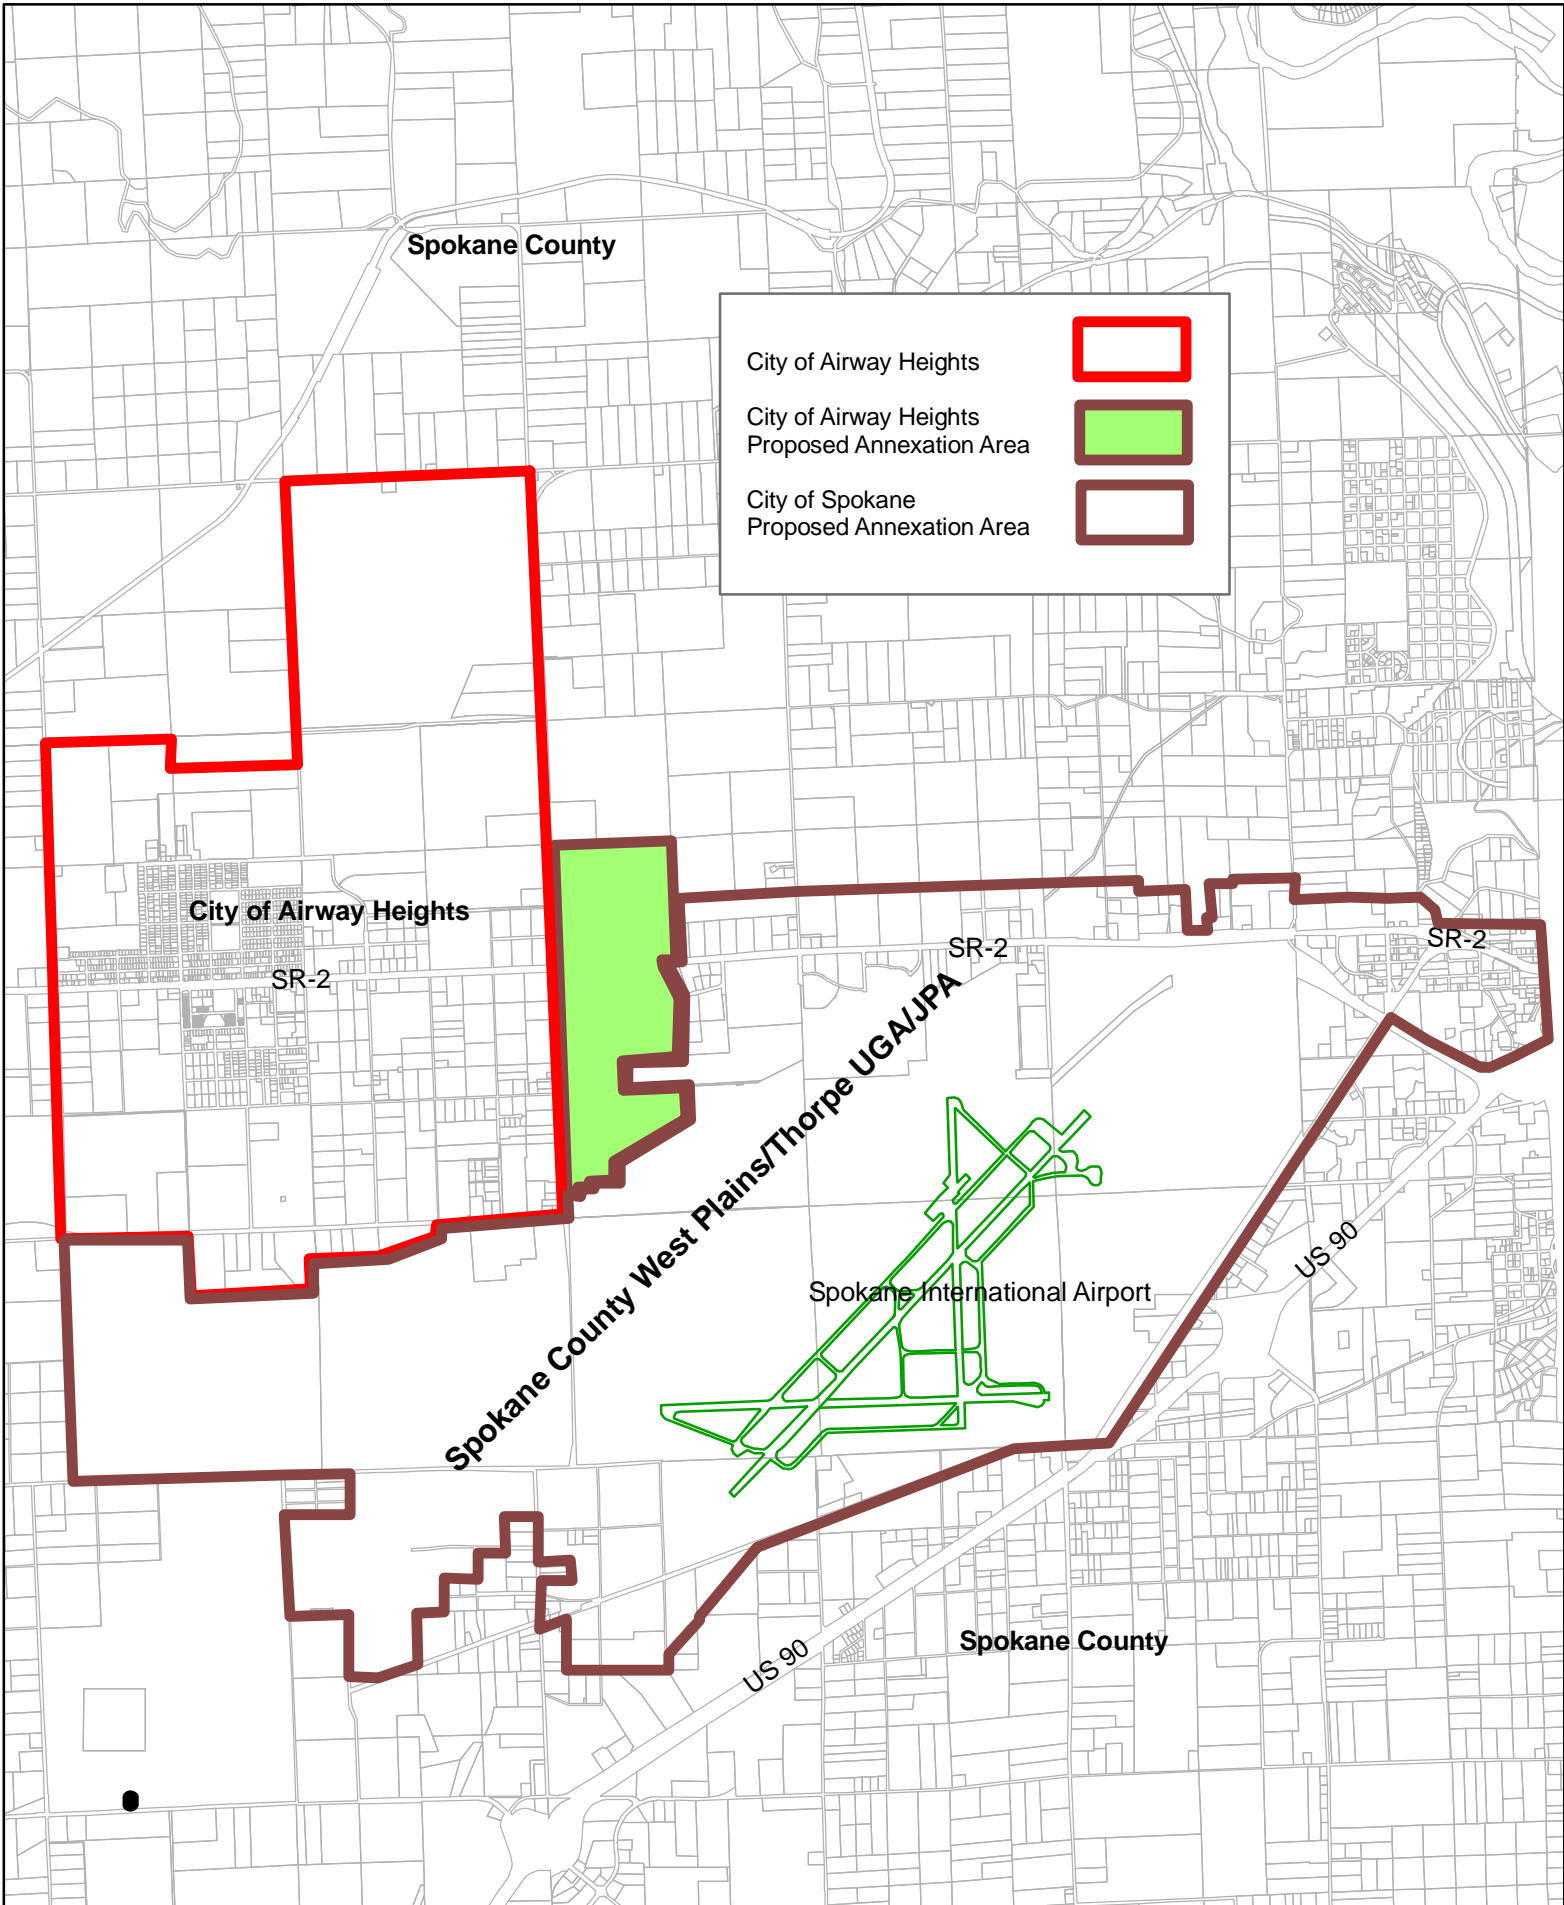 Spokane County
City of Airway Heights
City of Airway Heights
Proposed Annexation Area
City of Spokane
Proposed Annexation Area
City of Airway Heights
SR-2
SR-2
SR-2
Spokane County West Plains/Thorpe UGA/JPA
US 90
Spokane International Airport
Spokane County
US 90